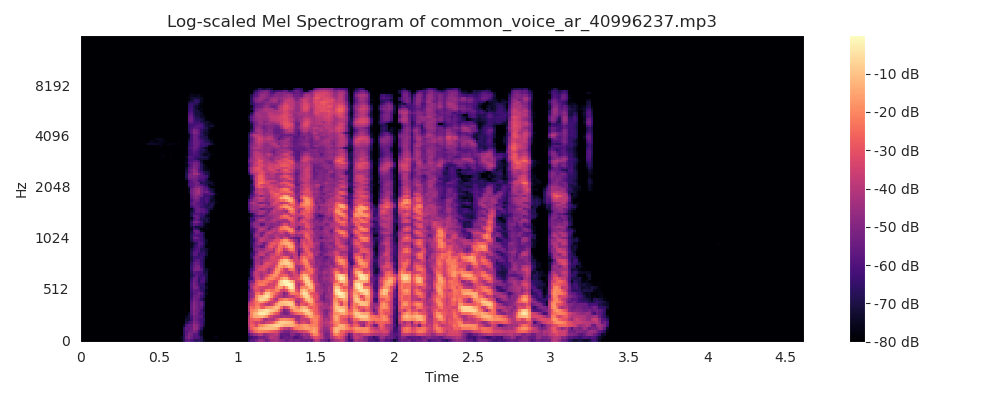 Log-scaled Mel Spectrogram of common_voice_ar_40996237.mp3
Hz
8192
4096
2048
1024
512
0
0 0.5 1 1.5 2 2.5 3 3.5 4 4.5
Time
-10 dB
-20 dB
-30 dB
-40 dB
-50 dB
-60 dB
-70 dB
-80 dB